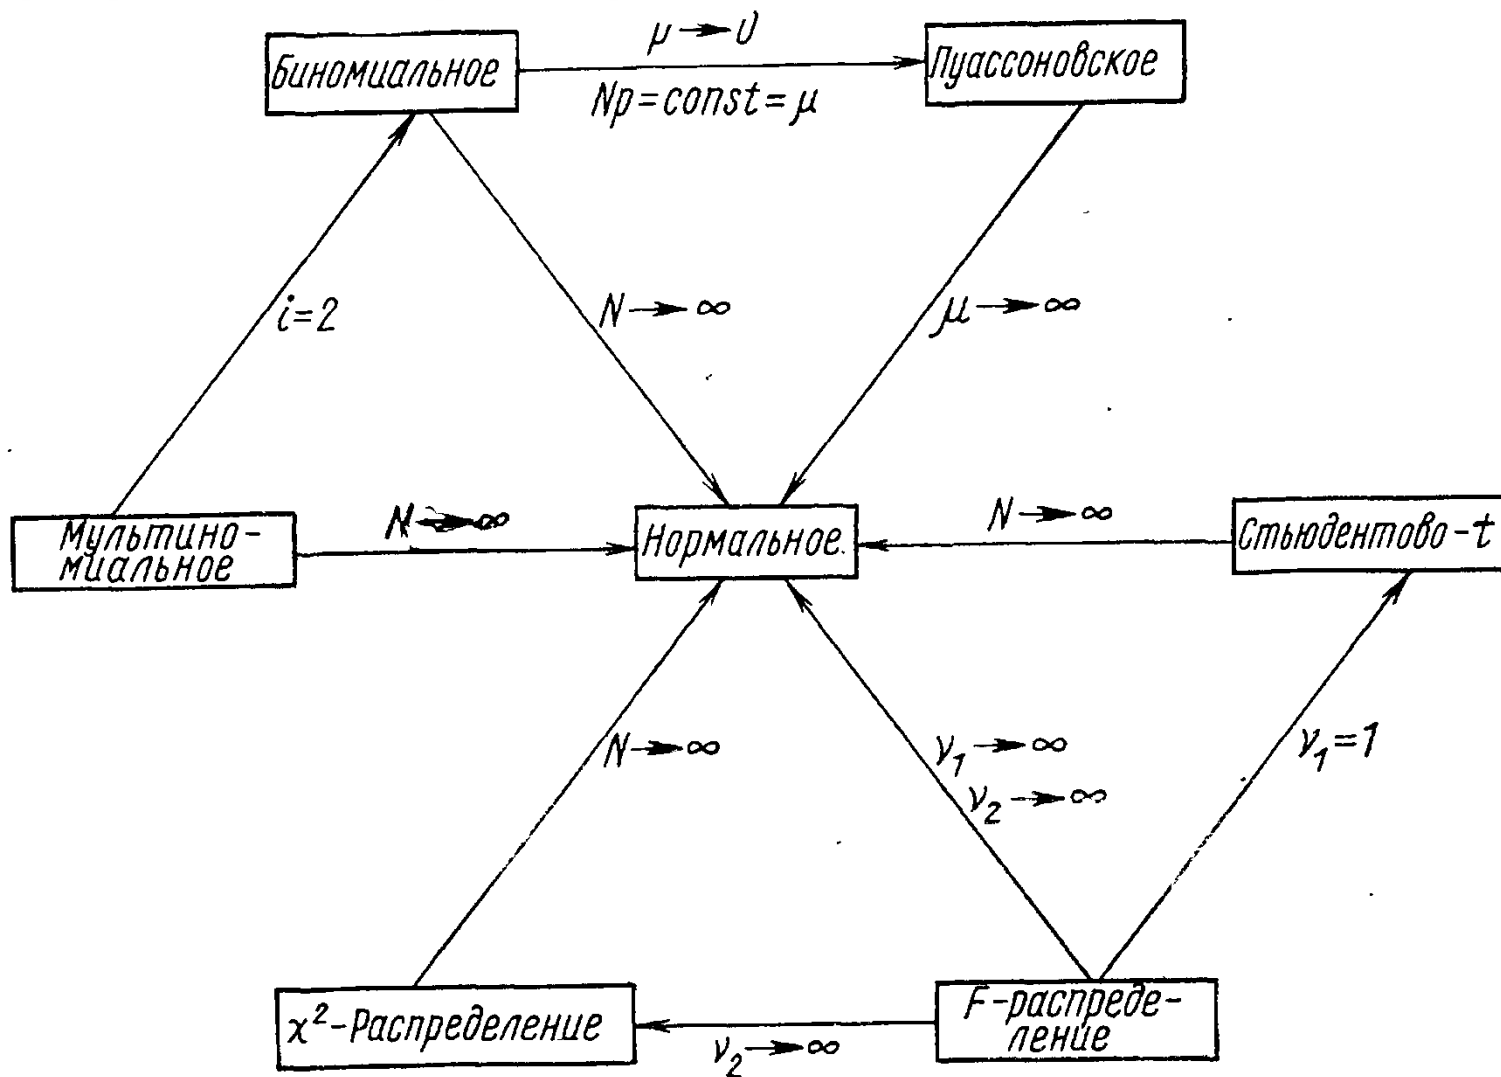 μ → 0
Биномиальное
Пуассоновское
Np = const = μ
i = 2
N → ∞
μ → ∞
Мультино-
миальное
N → ∞
Нормальное.
N → ∞
Стьюдентово - t
N → ∞
ν₁ → ∞
ν₂ → ∞
ν₁ = 1
χ² - Распределение
ν₂ → ∞
F - распреде-
ление